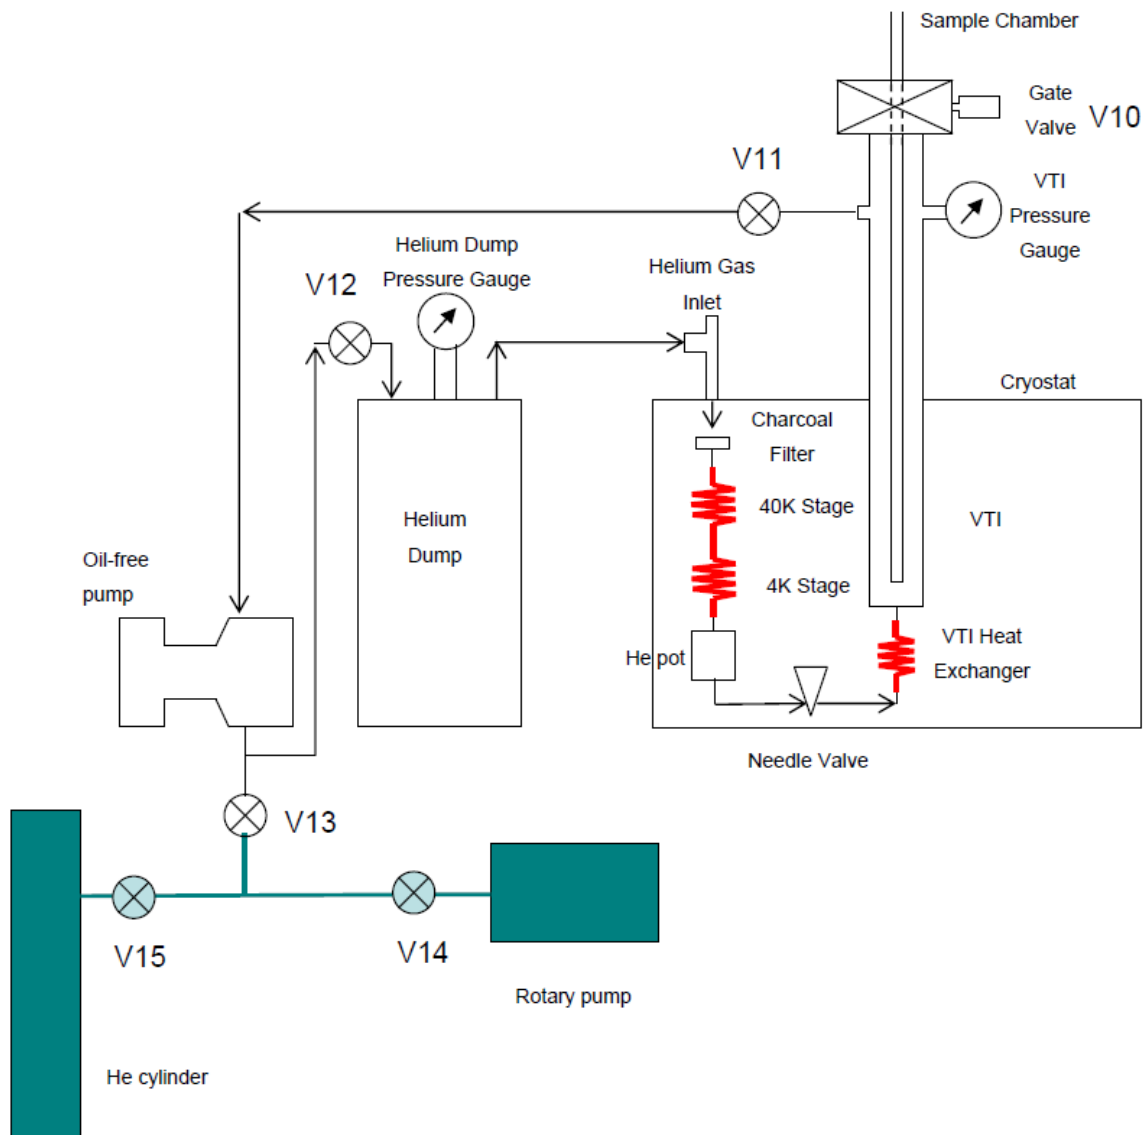 Sample Chamber
Gate
Valve
V10
V11
VTI
Pressure
Gauge
Helium Dump
Pressure Gauge
V12
Helium Gas
Inlet
Cryostat
Charcoal
Filter
40K Stage
VTI
Helium
Dump
Oil-free
pump
4K Stage
He pot
VTI Heat
Exchanger
Needle Valve
V13
V15
V14
Rotary pump
He cylinder